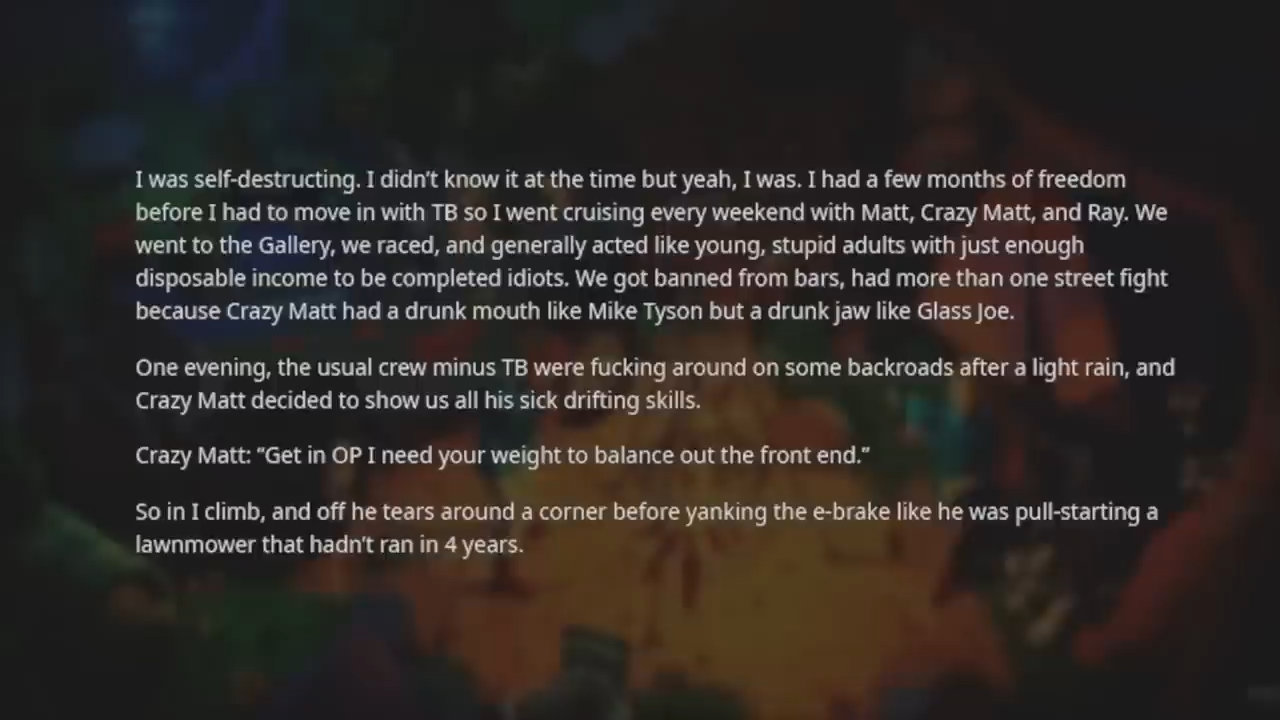 I was self-destructing. I didn’t know it at the time but yeah, I was. I had a few months of freedom
before I had to move in with TB so I went cruising every weekend with Matt, Crazy Matt, and Ray. We
went to the Gallery, we raced, and generally acted like young, stupid adults with just enough
disposable income to be completed idiots. We got banned from bars, had more than one street fight
because Crazy Matt had a drunk mouth like Mike Tyson but a drunk jaw like Glass Joe.
One evening, the usual crew minus TB were fucking around on some backroads after a light rain, and
Crazy Matt decided to show us all his sick drifting skills.
Crazy Matt: “Get in OP I need your weight to balance out the front end.”
So in I climb, and off he tears around a corner before yanking the e-brake like he was pull-starting a
lawnmower that hadn’t ran in 4 years.